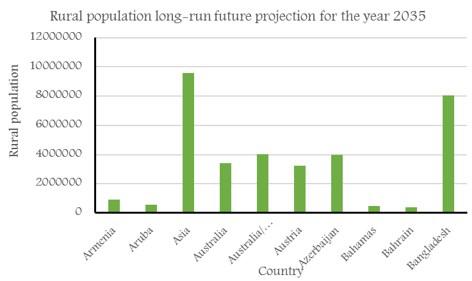 Rural population long-run future projection for the year 2035
12000000
10000000
8000000
6000000
4000000
2000000
0
Rural population
Armenia
Aruba
Asia
Australia
Australia/...
Austria
Azerbaijan
Bahamas
Bahrain
Bangladesh
Country